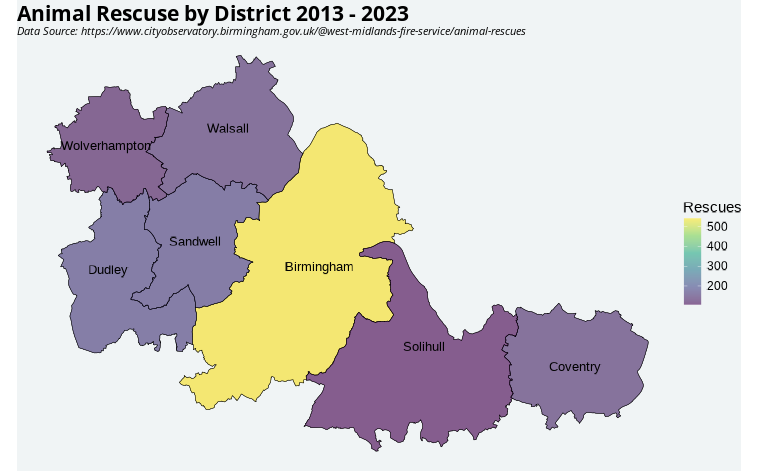 Animal Rescuse by District 2013 - 2023
Data Source: https://www.cityobservatory.birmingham.gov.uk/@west-midlands-fire-service/animal-rescues
Walsall
Wolverhampton
Sandwell
Dudley
Birmingham
Solihull
Coventry
Rescues
500
400
300
200